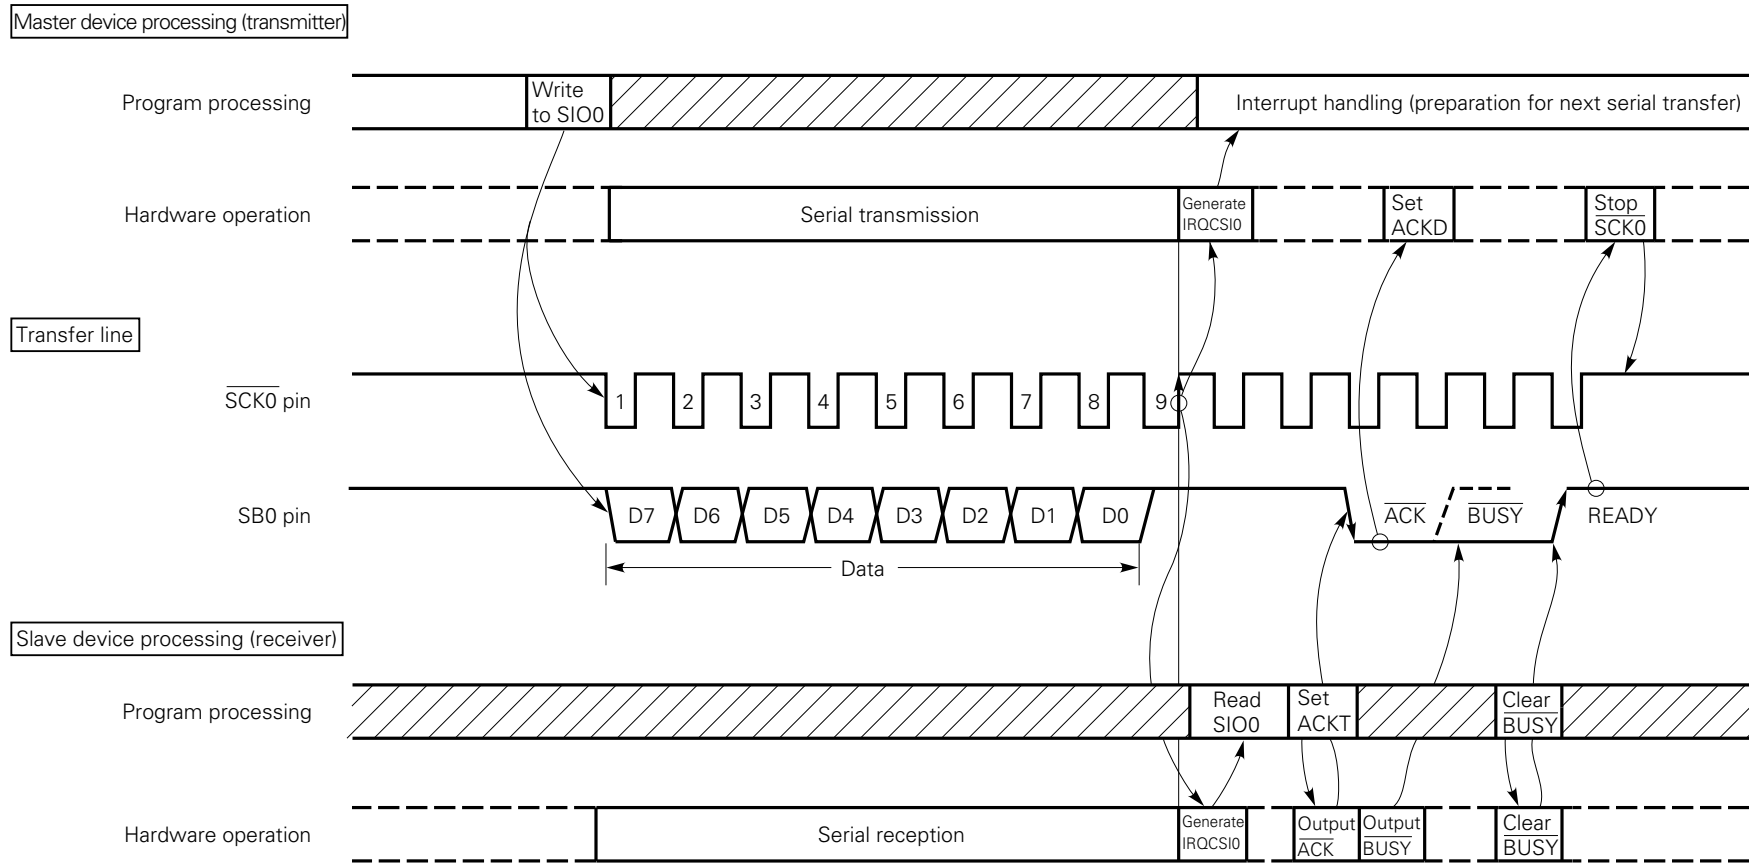 Master device processing (transmitter)
Program processing
Write
to SIO0
Interrupt handling (preparation for next serial transfer)
Hardware operation
Serial transmission
Generate
IRQCSI0
Set
ACKD
Stop
SCK0
Transfer line
SCK0 pin
1 2 3 4 5 6 7 8 9
SB0 pin
D7 D6 D5 D4 D3 D2 D1 D0
ACK
BUSY
READY
Data
Slave device processing (receiver)
Program processing
Read
SIO0
Set
ACKT
Clear
BUSY
Hardware operation
Serial reception
Generate
IRQCSI0
Output
ACK
Output
BUSY
Clear
BUSY